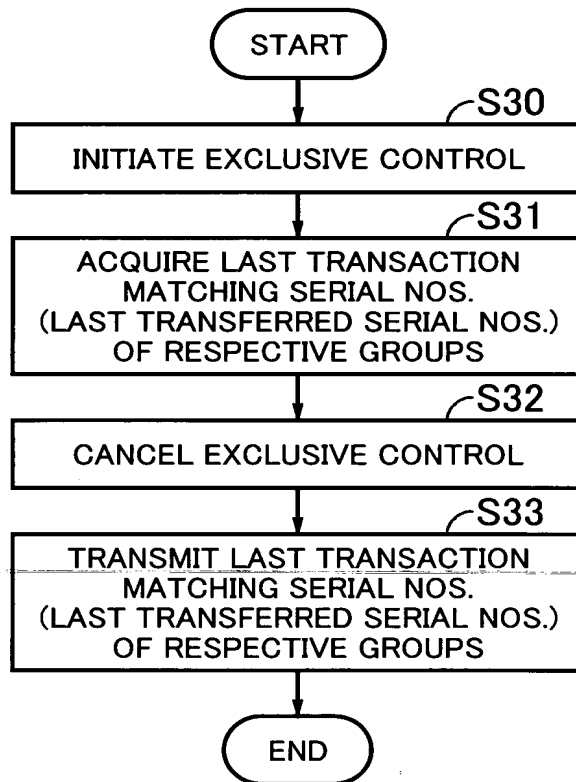 START
S30
INITIATE EXCLUSIVE CONTROL
S31
ACQUIRE LAST TRANSACTION
MATCHING SERIAL NOS.
(LAST TRANSFERRED SERIAL NOS.)
OF RESPECTIVE GROUPS
S32
CANCEL EXCLUSIVE CONTROL
S33
TRANSMIT LAST TRANSACTION
MATCHING SERIAL NOS.
(LAST TRANSFERRED SERIAL NOS.)
OF RESPECTIVE GROUPS
END